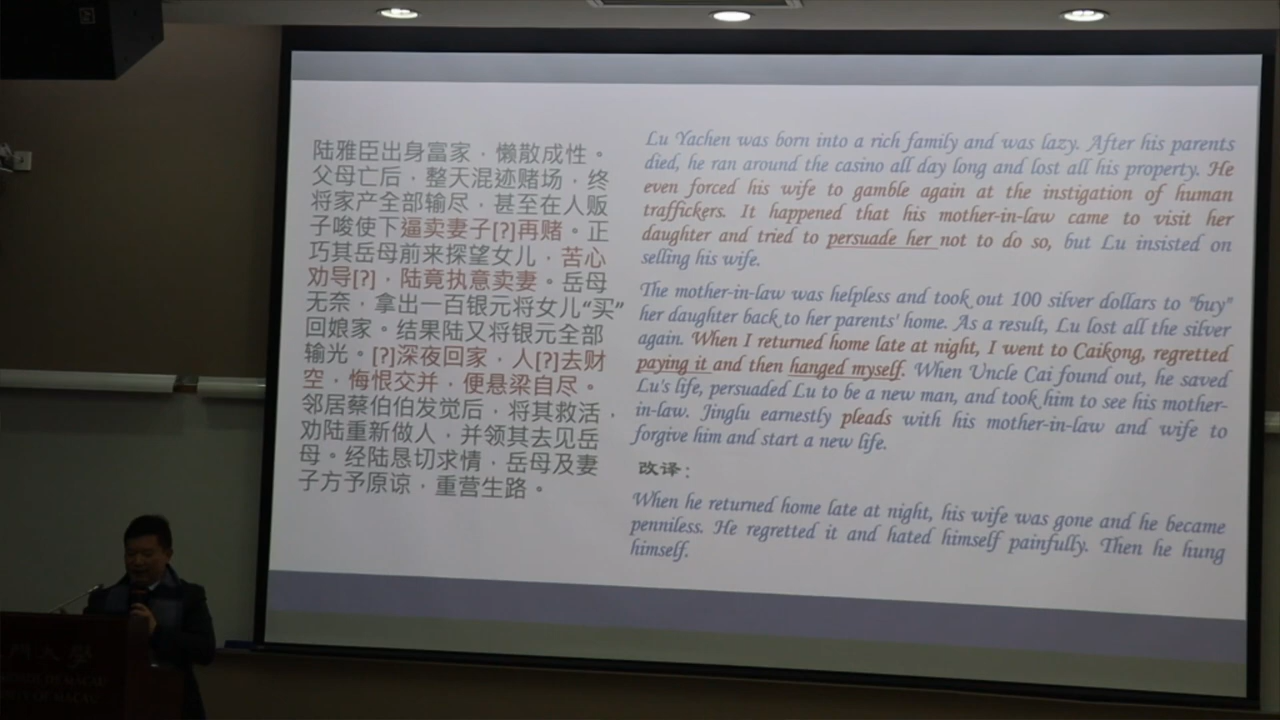 陆雅臣出身富家，懒散成性。
父母亡后，整天混迹赌场，终
将家产全部输尽，甚至在人贩
子唆使下逼卖妻子[?]再赌。正
巧其岳母前来探望女儿，苦心
劝导[?]，陆竟执意卖妻。岳母
无奈，拿出一百银元将女儿“买”
回娘家。结果陆又将银元全部
输光。[?]深夜回家，人[?]去财
空，悔恨交并，便悬梁自尽。
邻居蔡伯伯发觉后，将其救活，
劝陆重新做人，并领其去见岳
母。经陆恳切求情，岳母及妻
子方予原谅，重营生路。
Lu Yachen was born into a rich family and was lazy. After his parents
died, he ran around the casino all day long and lost all his property. He
even forced his wife to gamble again at the instigation of human
traffickers. It happened that his mother-in-law came to visit her
daughter and tried to persuade her not to do so, but Lu insisted on
selling his wife.
The mother-in-law was helpless and took out 100 silver dollars to "buy"
her daughter back to her parents' home. As a result, Lu lost all the silver
again. When I returned home late at night, I went to Caikong, regretted
paying it and then hanged myself. When Uncle Cai found out, he saved
Lu's life, persuaded Lu to be a new man, and took him to see his mother-
in-law. Jinglu earnestly pleads with his mother-in-law and wife to
forgive him and start a new life.
改译：
When he returned home late at night, his wife was gone and he became
penniless. He regretted it and hated himself painfully. Then he hung
himself.
門大學